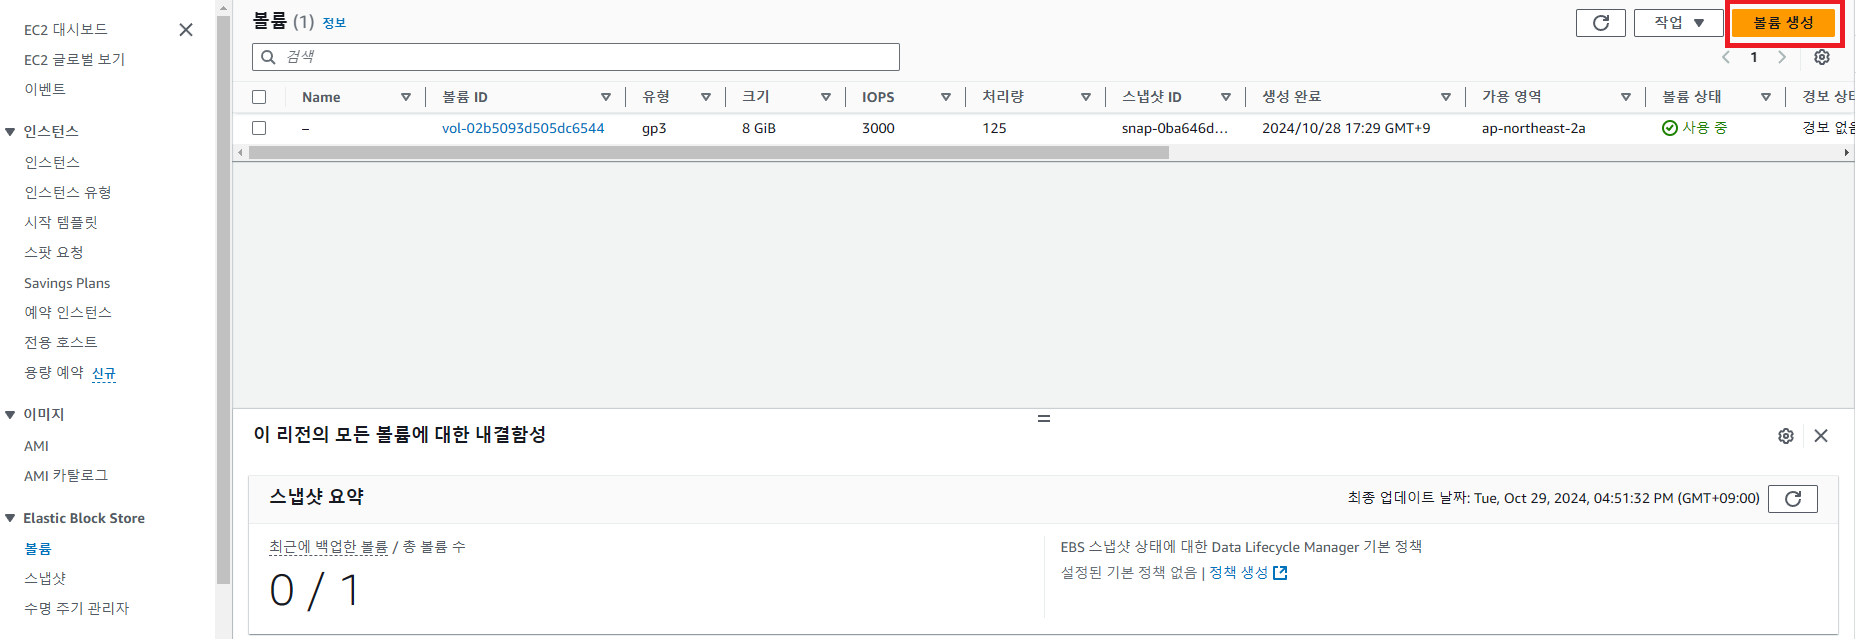 EC2 대시보드
EC2 글로벌 보기
이벤트
인스턴스
인스턴스
인스턴스 유형
시작 템플릿
스팟 요청
Savings Plans
예약 인스턴스
전용 호스트
용량 예약 신규
이미지
AMI
AMI 카탈로그
Elastic Block Store
볼륨
스냅샷
수명 주기 관리자
볼륨 (1) 정보
작업
볼륨 생성
검색
1
Name 볼륨 ID 유형 크기 IOPS 처리량 스냅샷 ID 생성 완료 가용 영역 볼륨 상태 경보 상태
– vol-02b5093d505dc6544 gp3 8 GiB 3000 125 snap-0ba646d... 2024/10/28 17:29 GMT+9 ap-northeast-2a 사용 중 경보 없음
이 리전의 모든 볼륨에 대한 내결함성
스냅샷 요약
최종 업데이트 날짜: Tue, Oct 29, 2024, 04:51:32 PM (GMT+09:00)
최근에 백업한 볼륨 / 총 볼륨 수
0 / 1
EBS 스냅샷 상태에 대한 Data Lifecycle Manager 기본 정책
설정된 기본 정책 없음 | 정책 생성